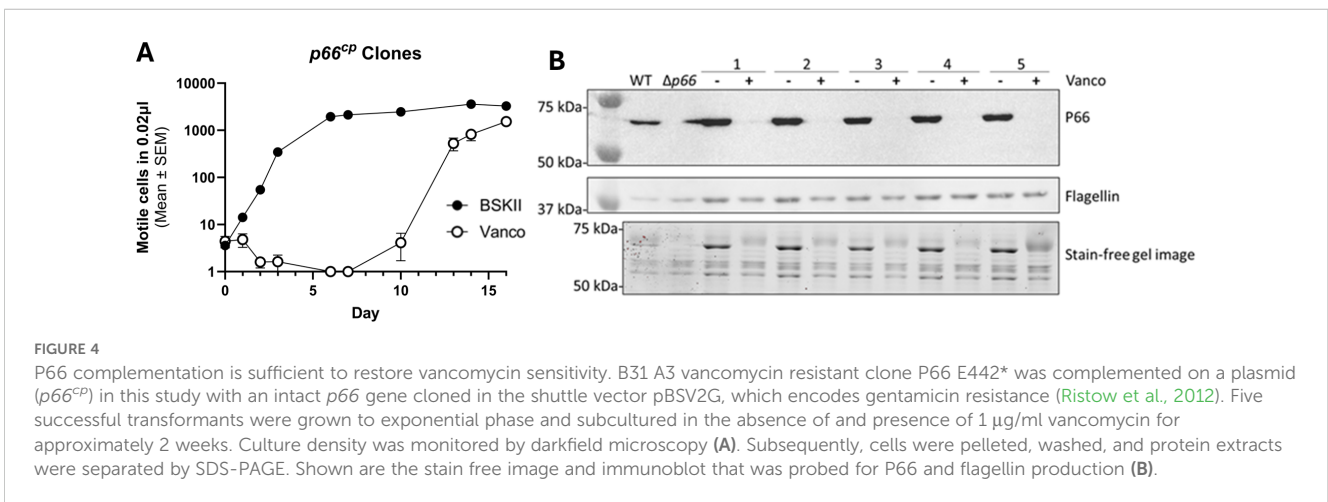 A
p66ᶜᵖ Clones
10000
1000
100
10
1
Motile cells in 0.02µl
(Mean ± SEM)
BSKII
Vanco
0 5 10 15
Day
B
1 2 3 4 5
WT Δp66 - + - + - + - + - + Vanco
75 kDa-
P66
50 kDa-
Flagellin
37 kDa-
75 kDa-
Stain-free gel image
50 kDa-
FIGURE 4
P66 complementation is sufficient to restore vancomycin sensitivity. B31 A3 vancomycin resistant clone P66 E442* was complemented on a plasmid
(p66ᶜᵖ) in this study with an intact p66 gene cloned in the shuttle vector pBSV2G, which encodes gentamicin resistance (Ristow et al., 2012). Five
successful transformants were grown to exponential phase and subcultured in the absence of and presence of 1 µg/ml vancomycin for
approximately 2 weeks. Culture density was monitored by darkfield microscopy (A). Subsequently, cells were pelleted, washed, and protein extracts
were separated by SDS-PAGE. Shown are the stain free image and immunoblot that was probed for P66 and flagellin production (B).